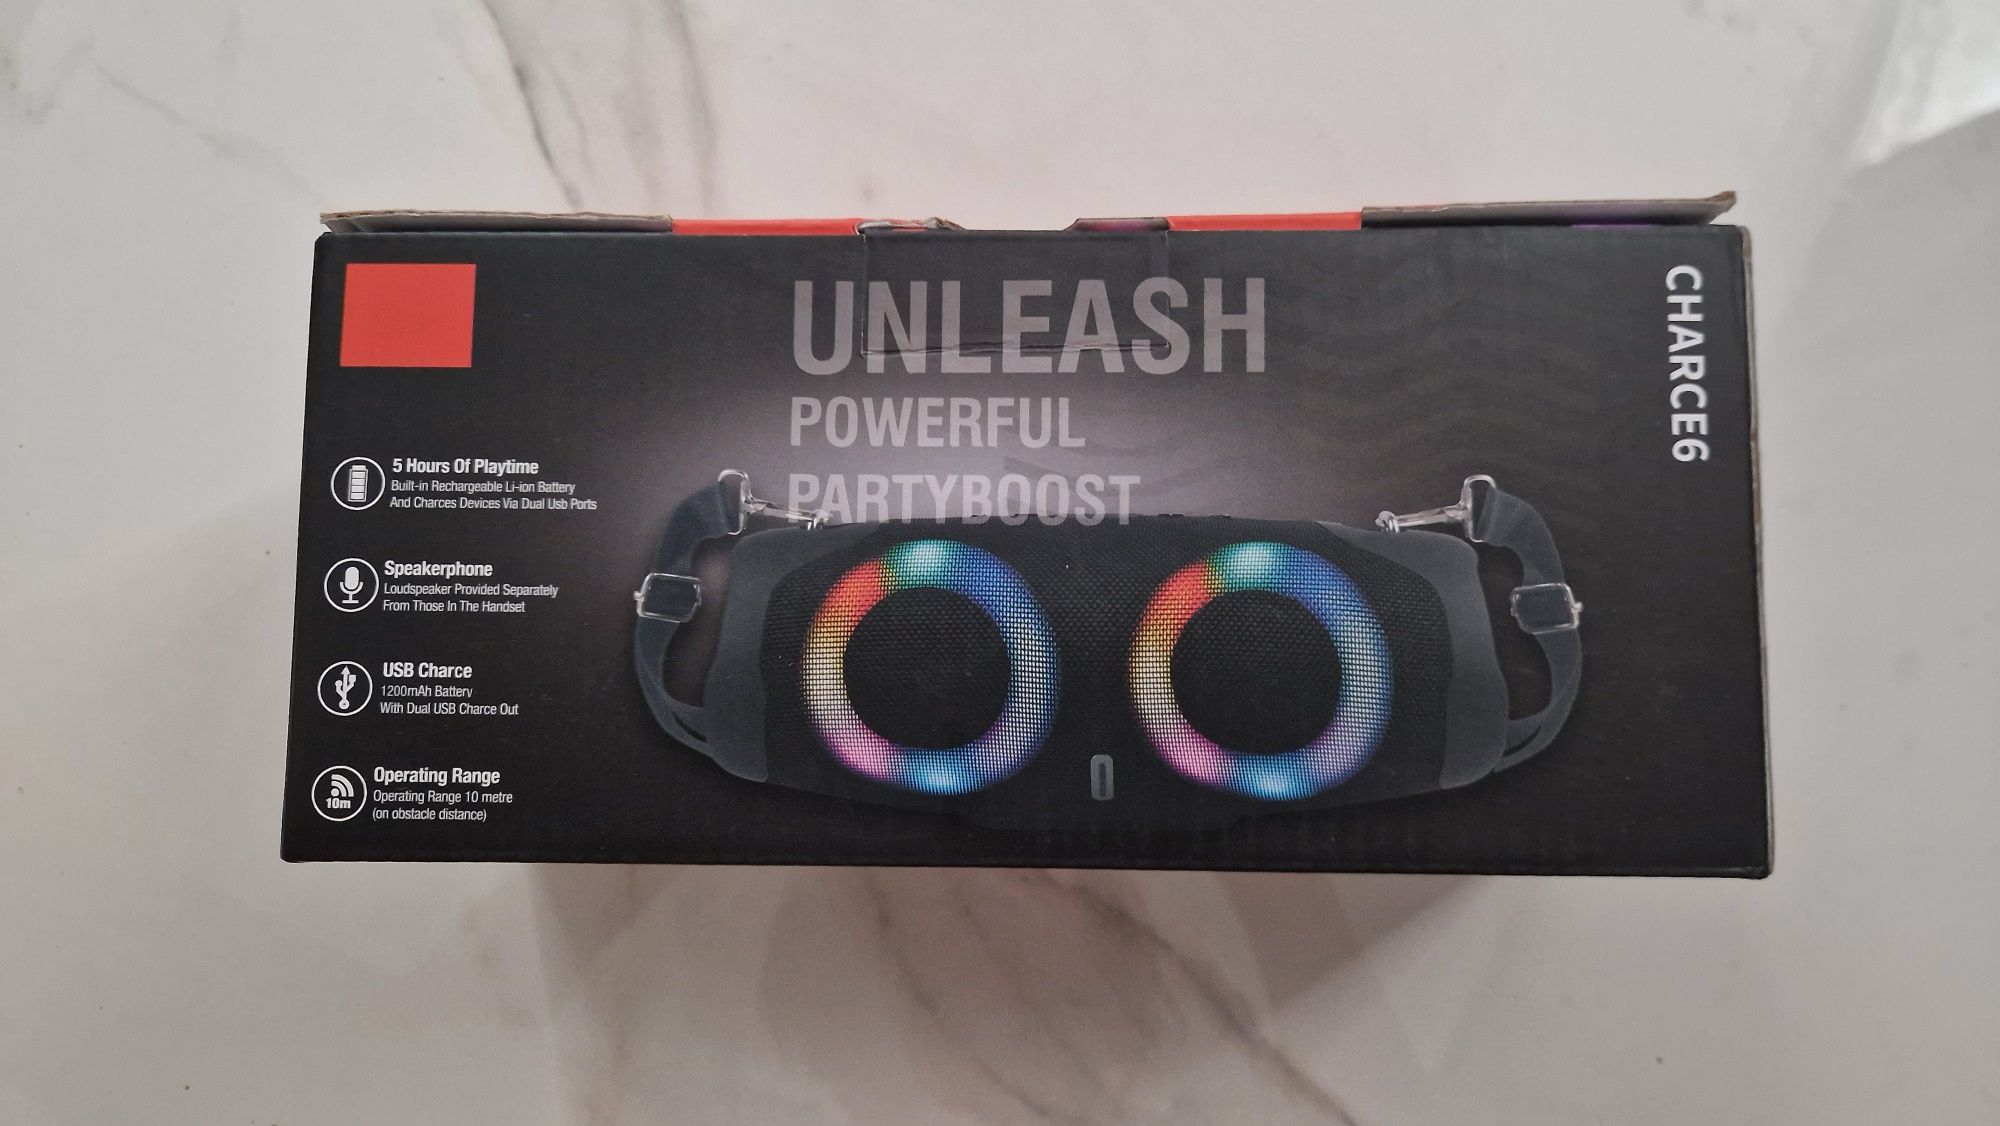 UNLEASH
POWERFUL
PARTYBOOST
CHARCE6
5 Hours Of Playtime
Built-in Rechargeable Li-ion Battery
And Charces Devices Via Dual Usb Ports
Speakerphone
Loudspeaker Provided Separately
From Those In The Handset
USB Charce
1200mAh Battery
With Dual USB Charce Out
10m
Operating Range
Operating Range 10 metre
(on obstacle distance)